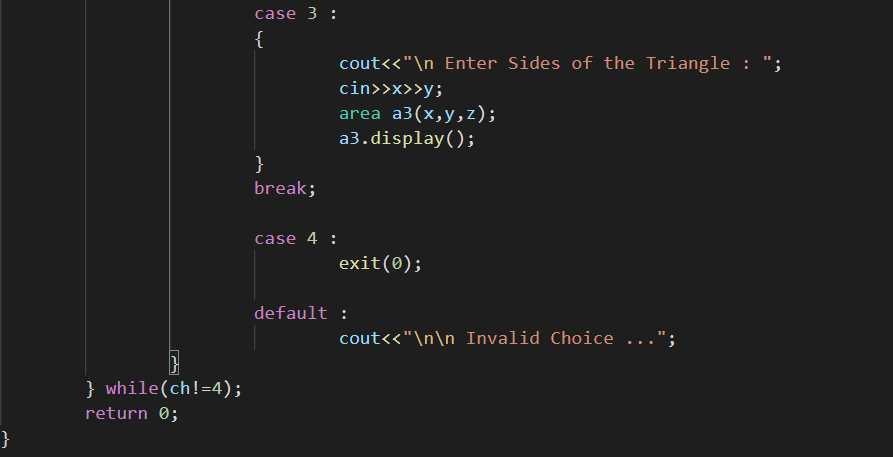 case 3 :
{
cout<<"\n Enter Sides of the Triangle : ";
cin>>x>>y;
area a3(x,y,z);
a3.display();
}
break;
case 4 :
exit(0);
default :
cout<<"\n\n Invalid Choice ...";
}
} while(ch!=4);
return 0;
}